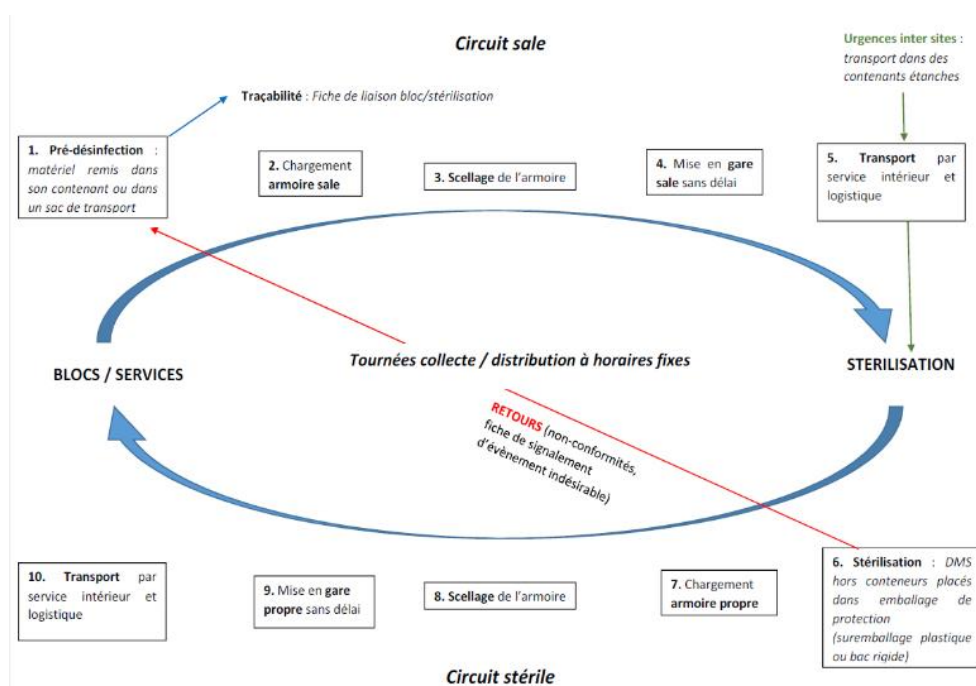 Circuit sale
Urgences inter sites :
transport dans des
contenants étanches
Traçabilité : Fiche de liaison bloc/stérilisation
1. Pré-désinfection :
matériel remis dans
son contenant ou dans
un sac de transport
2. Chargement
armoire sale
3. Scellage de l'armoire
4. Mise en gare
sale sans délai
5. Transport par
service intérieur et
logistique
Tournées collecte / distribution à horaires fixes
BLOCS / SERVICES
STERILISATION
RETOURS (non-conformités,
fiche de signalement
d'évènement indésirable)
10. Transport par
service intérieur et
logistique
9. Mise en gare
propre sans délai
8. Scellage de l'armoire
7. Chargement
armoire propre
6. Stérilisation : DMS
hors conteneurs placés
dans emballage de
protection
(suremballage plastique
ou bac rigide)
Circuit stérile